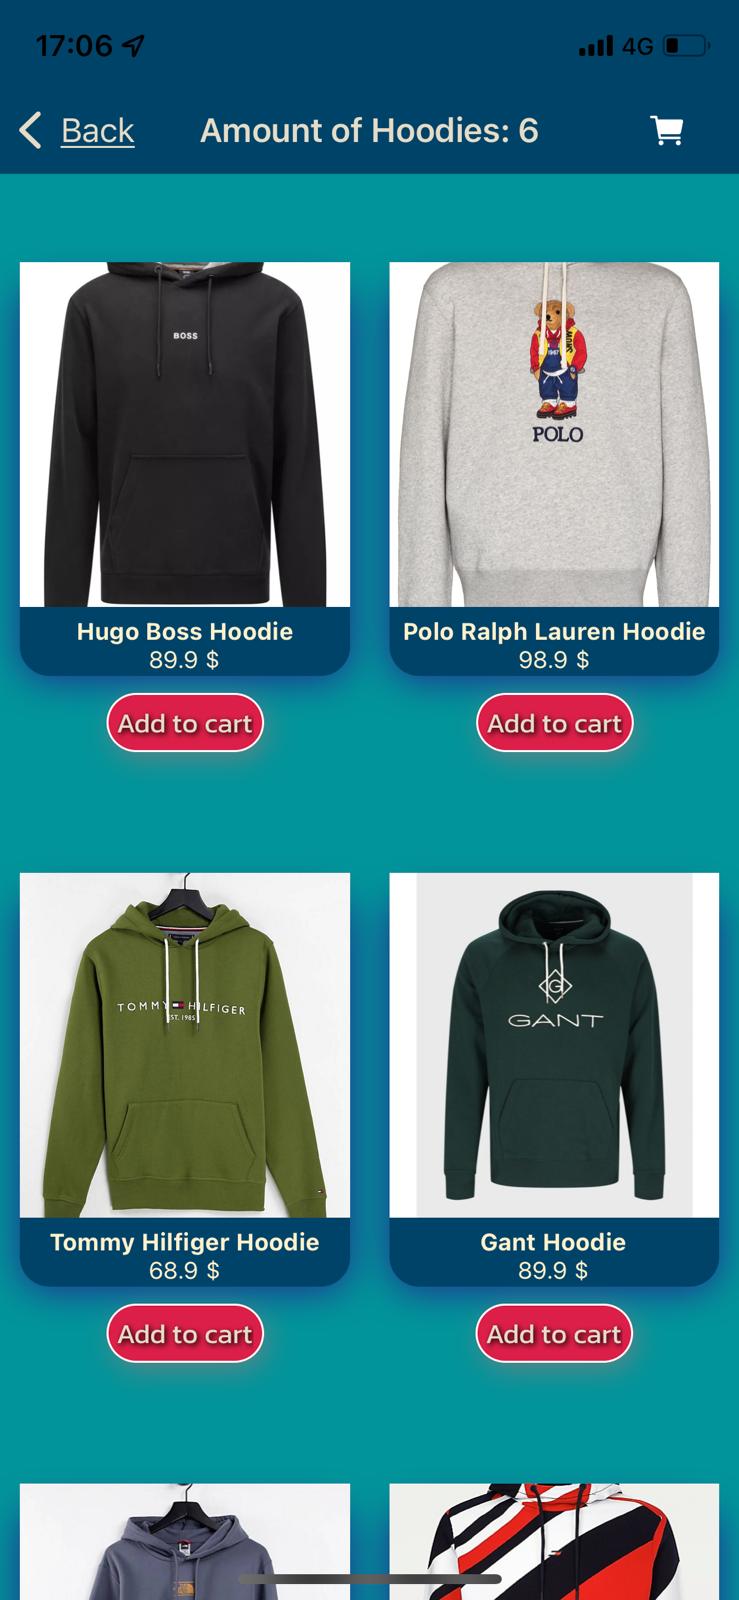 17:06
4G
Back
Amount of Hoodies: 6
BOSS
SNOW
1967
POLO
Hugo Boss Hoodie
Polo Ralph Lauren Hoodie
89.9 $
98.9 $
Add to cart
Add to cart
TOMMY HILFIGER
EST. 1985
G
GANT
Tommy Hilfiger Hoodie
Gant Hoodie
68.9 $
89.9 $
Add to cart
Add to cart